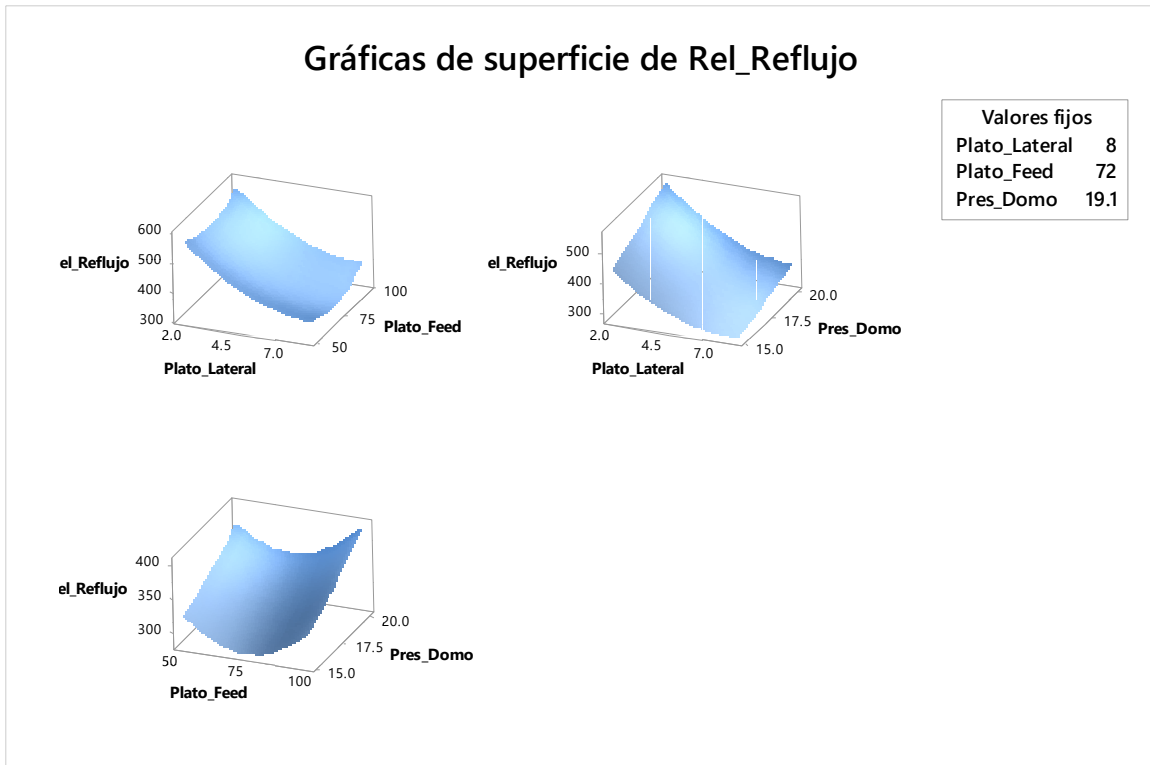 Gráficas de superficie de Rel_Reflujo
Valores fijos
Plato_Lateral 8
Plato_Feed 72
Pres_Domo 19.1
600
el_Reflujo
500
400
300
2.0
4.5
7.0
Plato_Lateral
50
75
100
Plato_Feed
500
el_Reflujo
400
300
2.0
4.5
7.0
Plato_Lateral
15.0
17.5
20.0
Pres_Domo
400
el_Reflujo
350
300
50
75
100
Plato_Feed
15.0
17.5
20.0
Pres_Domo